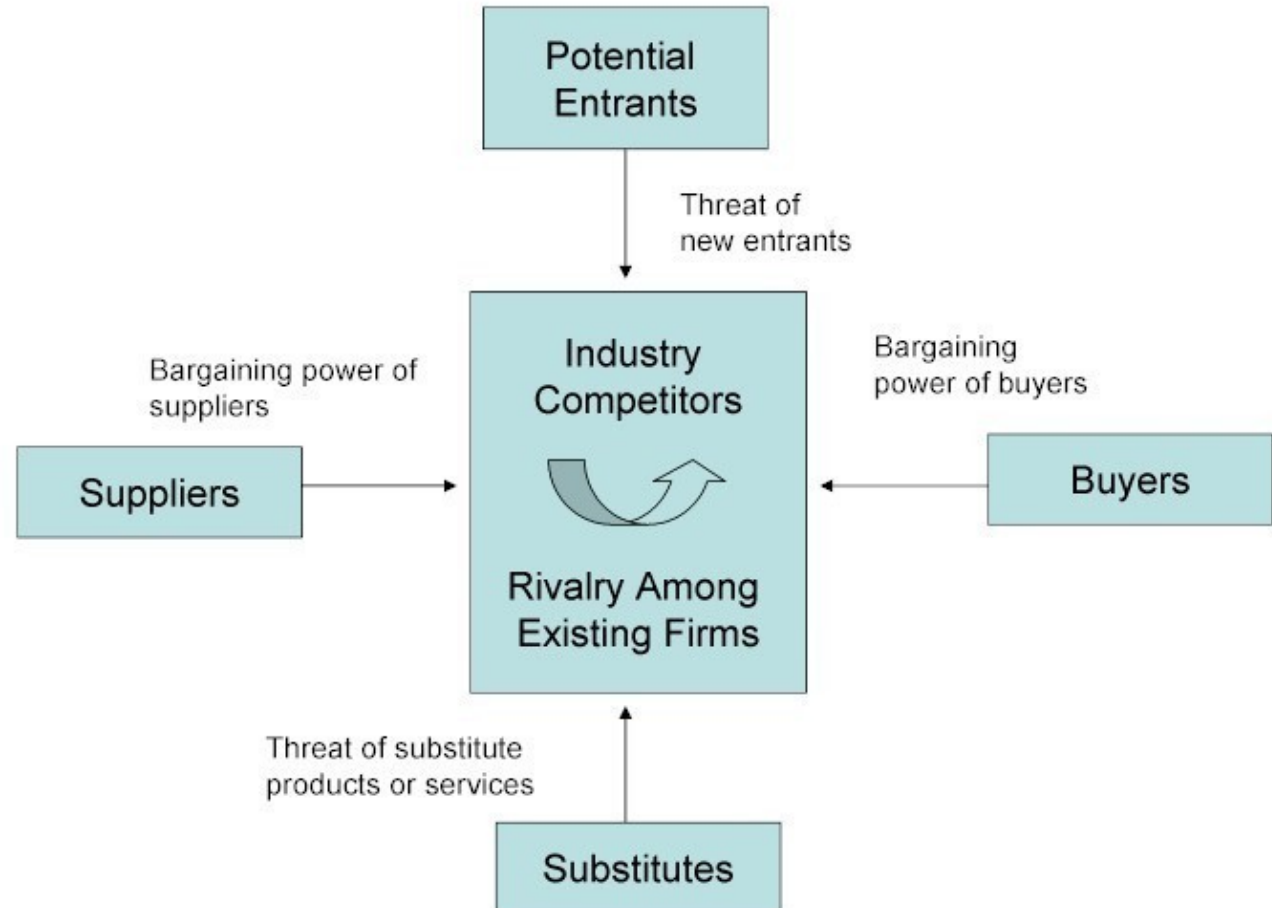 Potential
Entrants
Threat of
new entrants
Industry
Competitors
Bargaining power of
suppliers
Bargaining
power of buyers
Suppliers
Buyers
Rivalry Among
Existing Firms
Threat of substitute
products or services
Substitutes